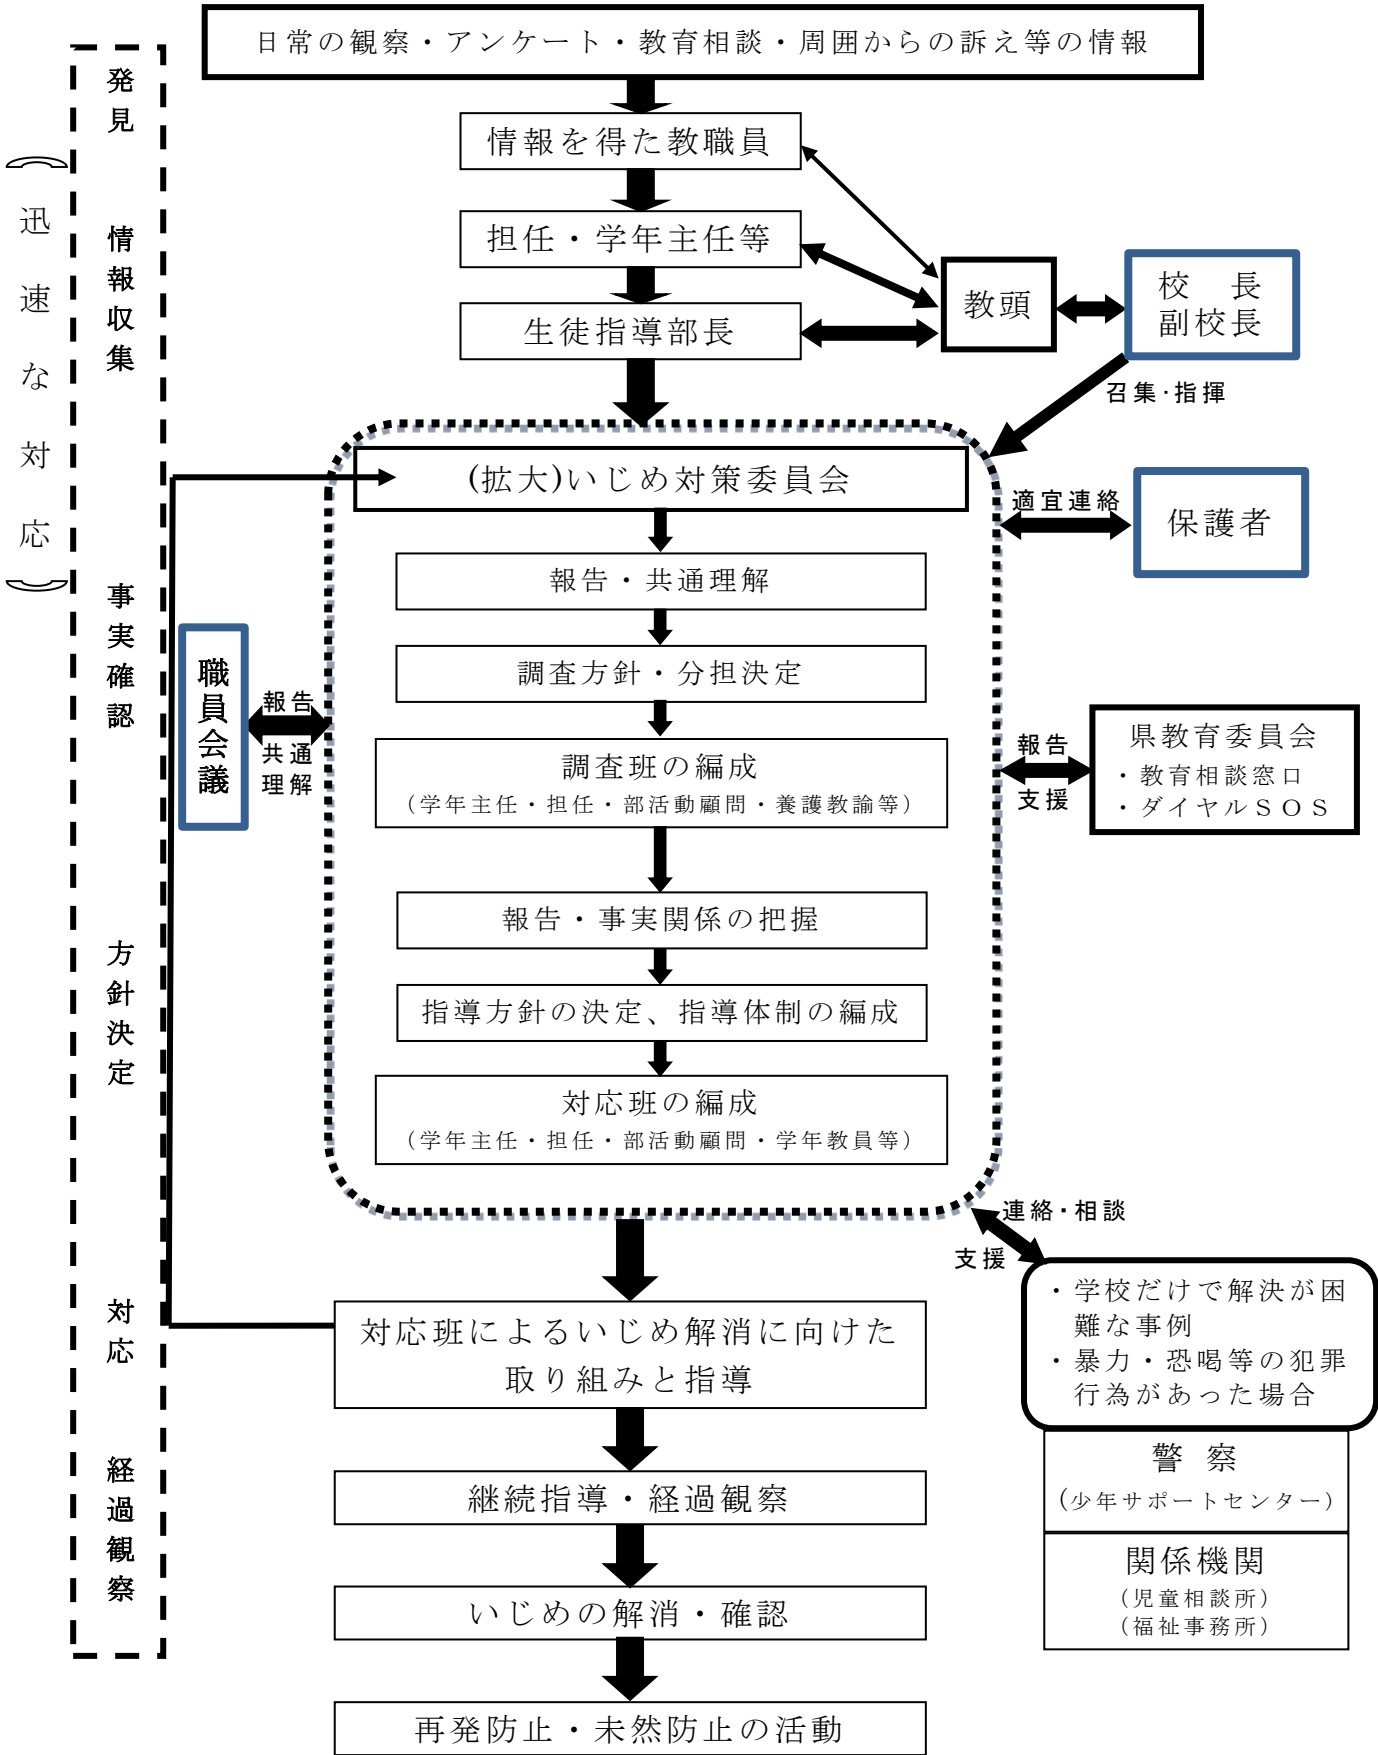 日常の観察・アンケート・教育相談・周囲からの訴え等の情報
発見
情報収集
事実確認
方針決定
対応
経過観察
（迅速な対応）
情報を得た教職員
担任・学年主任等
生徒指導部長
教頭
校　長
副校長
召集・指揮
(拡大)いじめ対策委員会
適宜連絡
保護者
報告・共通理解
調査方針・分担決定
職員会議
報告
共通
理解
調査班の編成
（学年主任・担任・部活動顧問・養護教諭等）
報告
支援
県教育委員会
・教育相談窓口
・ダイヤルＳＯＳ
報告・事実関係の把握
指導方針の決定、指導体制の編成
対応班の編成
（学年主任・担任・部活動顧問・学年教員等）
連絡・相談
支援
・学校だけで解決が困
難な事例
・暴力・恐喝等の犯罪
行為があった場合
警 察
（少年サポートセンター）
関係機関
（児童相談所）
（福祉事務所）
対応班によるいじめ解消に向けた
取り組みと指導
継続指導・経過観察
いじめの解消・確認
再発防止・未然防止の活動